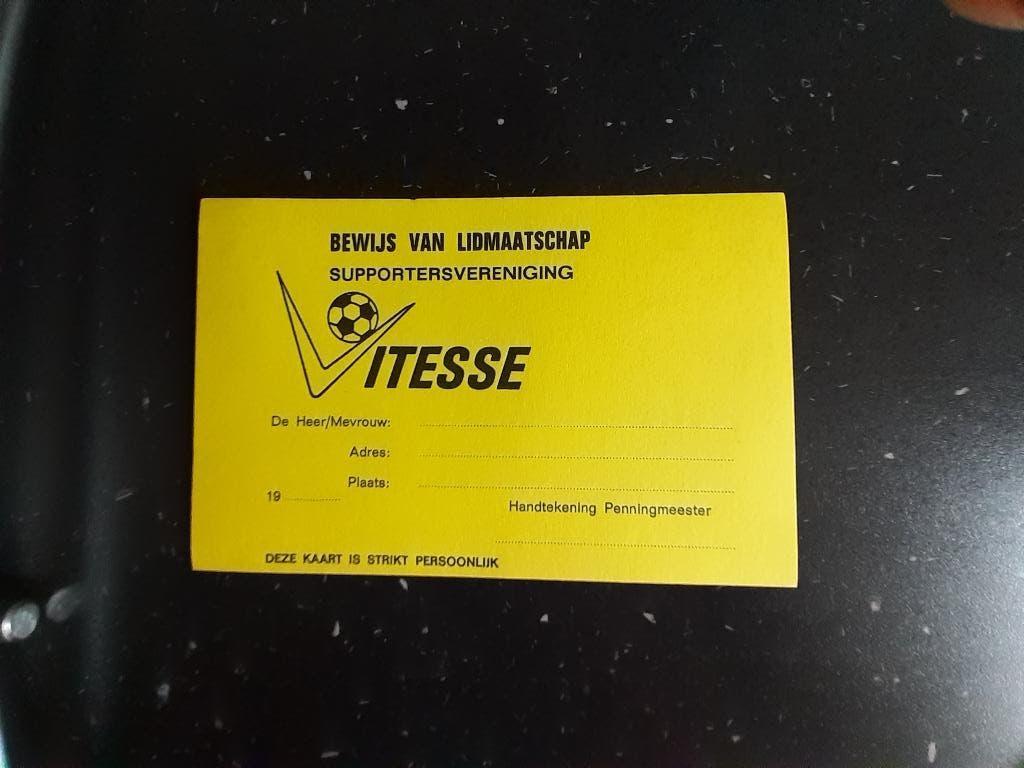 BEWIJS VAN LIDMAATSCHAP
SUPPORTERSVERENIGING
VITESSE
De Heer/Mevrouw:
Adres:
Plaats:
19
Handtekening Penningmeester
DEZE KAART IS STRIKT PERSOONLIJK